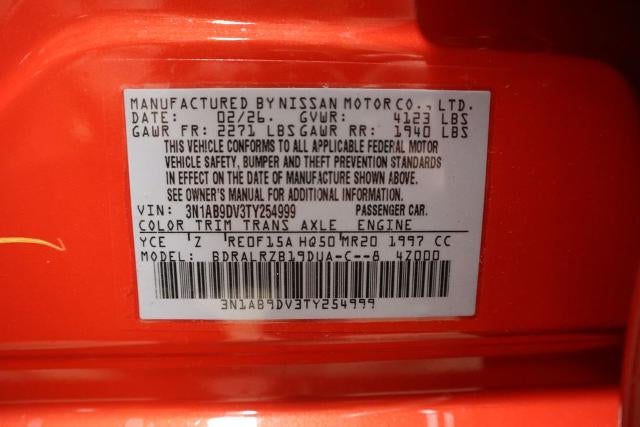 MANUFACTURED BY NISSAN MOTOR CO., LTD.
DATE: 02/26. GVWR: 4123 LBS
GAWR FR: 2271 LBS GAWR RR: 1940 LBS
THIS VEHICLE CONFORMS TO ALL APPLICABLE FEDERAL MOTOR
VEHICLE SAFETY, BUMPER AND THEFT PREVENTION STANDARDS
IN EFFECT ON THE DATE OF MANUFACTURE SHOWN ABOVE.
SEE OWNER'S MANUAL FOR ADDITIONAL INFORMATION.
VIN: 3N1AB9DV3TY254999 PASSENGER CAR.
COLOR TRIM TRANS AXLE ENGINE
YCE Z RE0F15A HQ50 MR20 1997 CC
MODEL: BDRALRZB19DUA-C--8 4Z000
3N1AB9DV3TY254999